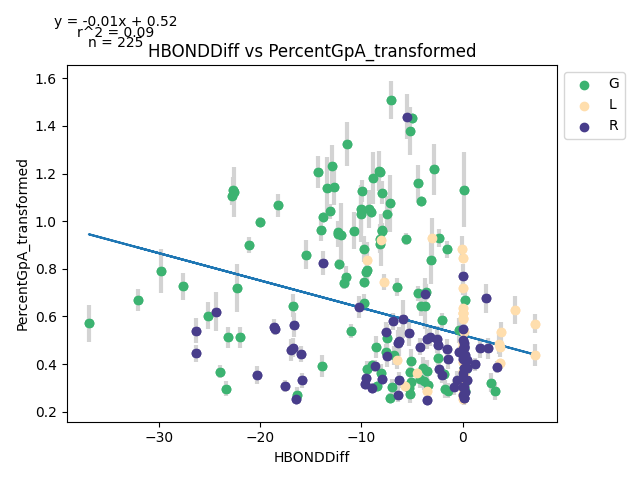 y = -0.01x + 0.52
r^2 = 0.09
n = 225
HBONDDiff vs PercentGpA_transformed
G
L
R
PercentGpA_transformed
1.6
1.4
1.2
1.0
0.8
0.6
0.4
0.2
−30
−20
−10
0
HBONDDiff